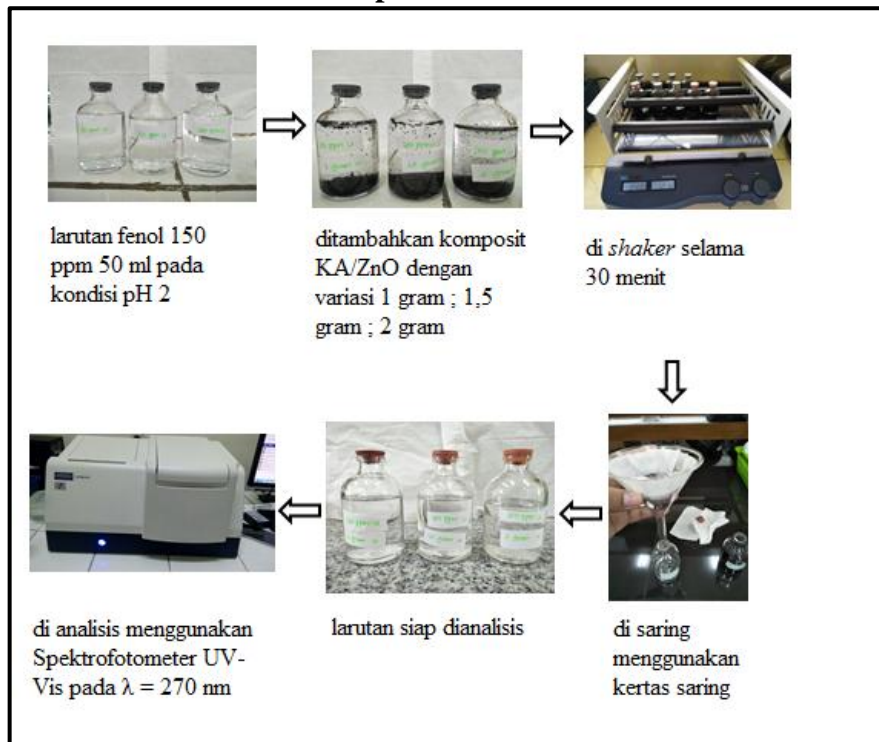 larutan fenol 150
ppm 50 ml pada
kondisi pH 2
ditambahkan komposit
KA/ZnO dengan
variasi 1 gram ; 1,5
gram ; 2 gram
di shaker selama
30 menit
di saring
menggunakan
kertas saring
larutan siap dianalisis
di analisis menggunakan
Spektrofotometer UV-
Vis pada λ = 270 nm